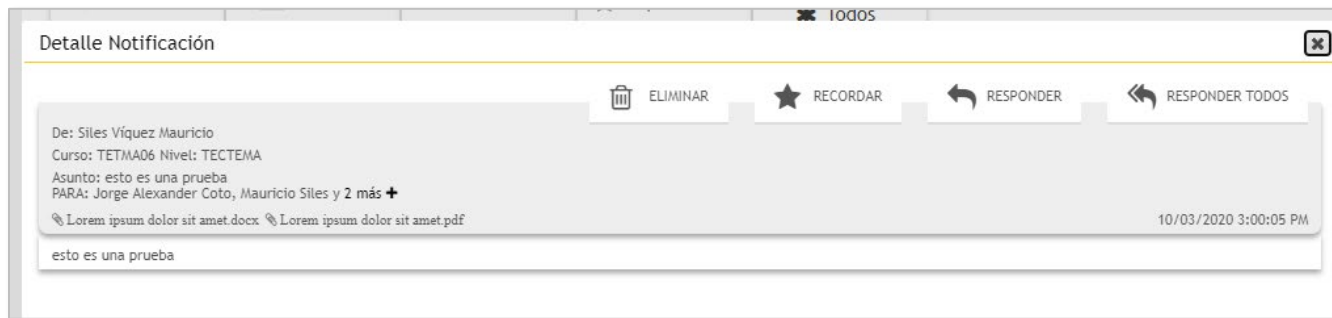 Todos
Detalle Notificación
ELIMINAR RECORDAR RESPONDER RESPONDER TODOS
De: Siles Víquez Mauricio
Curso: TETMA06 Nivel: TECTEMA
Asunto: esto es una prueba
PARA: Jorge Alexander Coto, Mauricio Siles y 2 más +
Lorem ipsum dolor sit amet.docx Lorem ipsum dolor sit amet.pdf 10/03/2020 3:00:05 PM
esto es una prueba